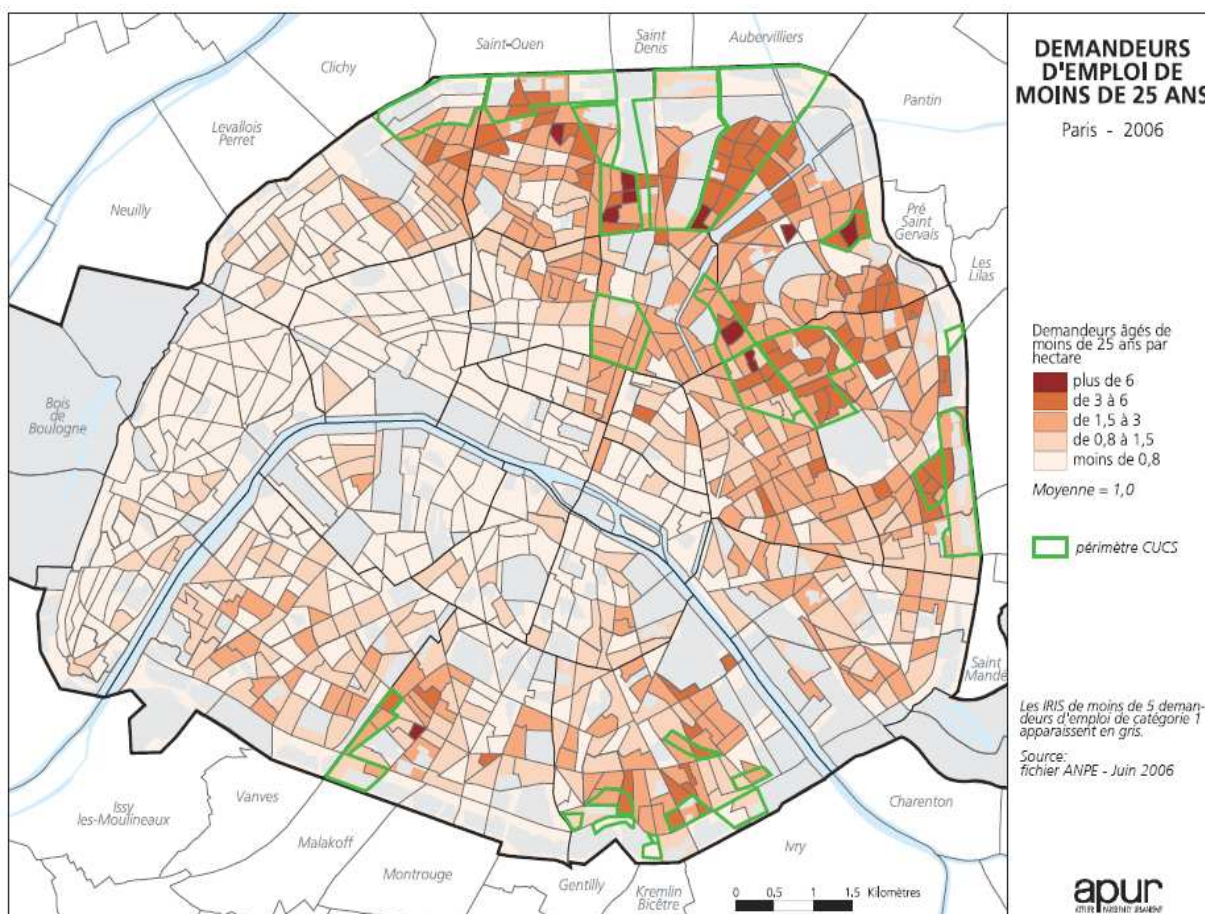 DEMANDEURS
D'EMPLOI DE
MOINS DE 25 ANS
Paris - 2006
Saint-Ouen
Saint
Denis
Aubervilliers
Clichy
Pantin
Levallois
Perret
Neuilly
Pré
Saint
Gervais
Les
Lilas
Bois
de
Boulogne
Demandeurs âgés de
moins de 25 ans par
hectare
plus de 6
de 3 à 6
de 1,5 à 3
de 0,8 à 1,5
moins de 0,8
Moyenne = 1,0
périmètre CUCS
Saint
Mandé
Les IRIS de moins de 5 deman-
deurs d'emploi de catégorie 1
apparaissent en gris.
Source:
fichier ANPE - Juin 2006
Issy
les-Moulineaux
Vanves
Malakoff
Montrouge
Gentilly
Kremlin
Bicêtre
Ivry
Charenton
0 0,5 1 1,5 Kilomètres
apur